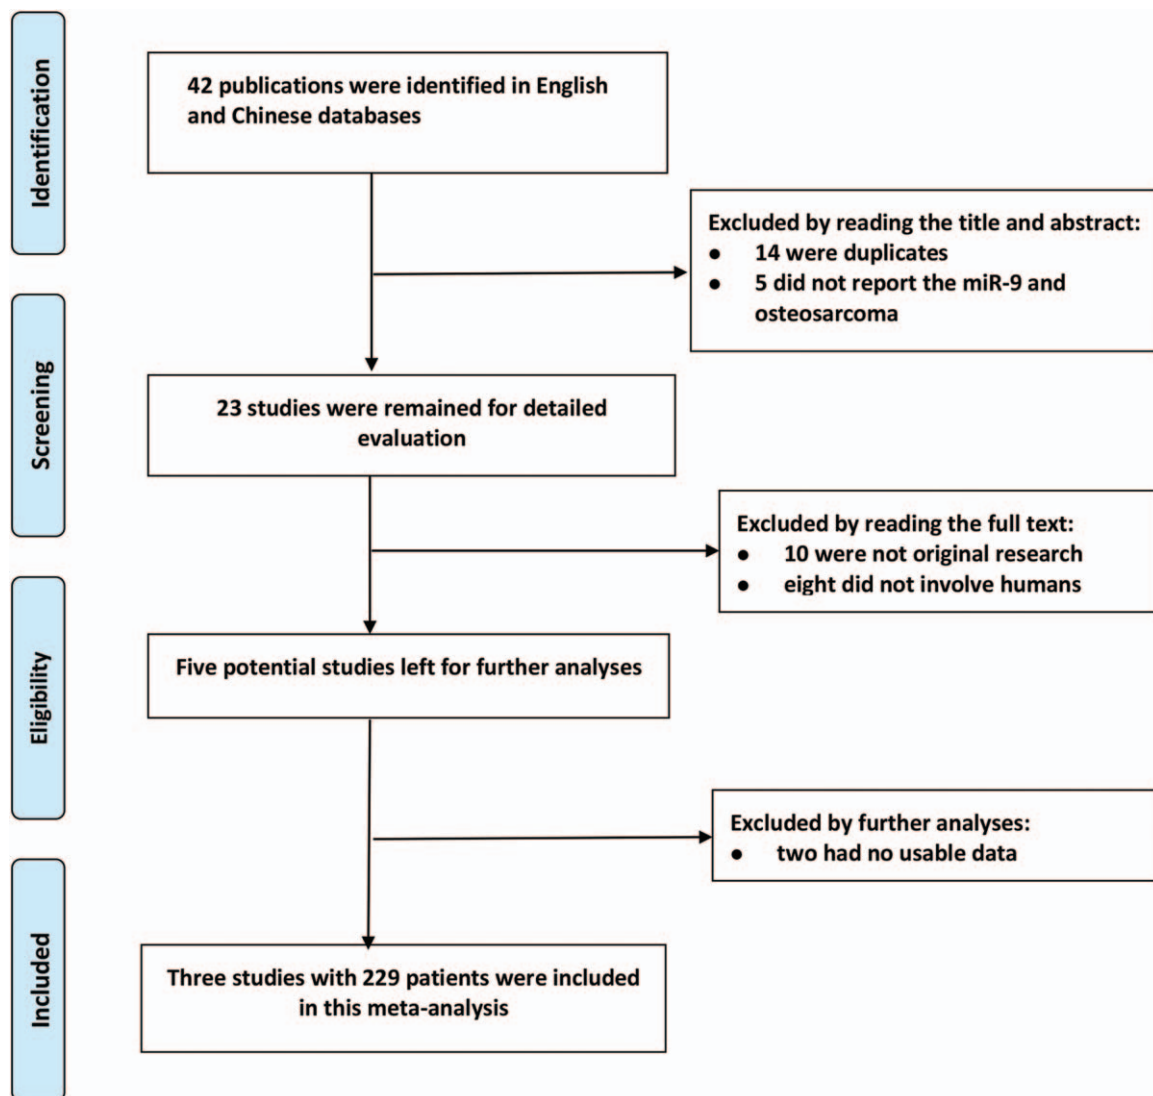 Identification
42 publications were identified in English
and Chinese databases
Excluded by reading the title and abstract:
● 14 were duplicates
● 5 did not report the miR-9 and
osteosarcoma
Screening
23 studies were remained for detailed
evaluation
Excluded by reading the full text:
● 10 were not original research
● eight did not involve humans
Eligibility
Five potential studies left for further analyses
Excluded by further analyses:
● two had no usable data
Included
Three studies with 229 patients were included
in this meta-analysis